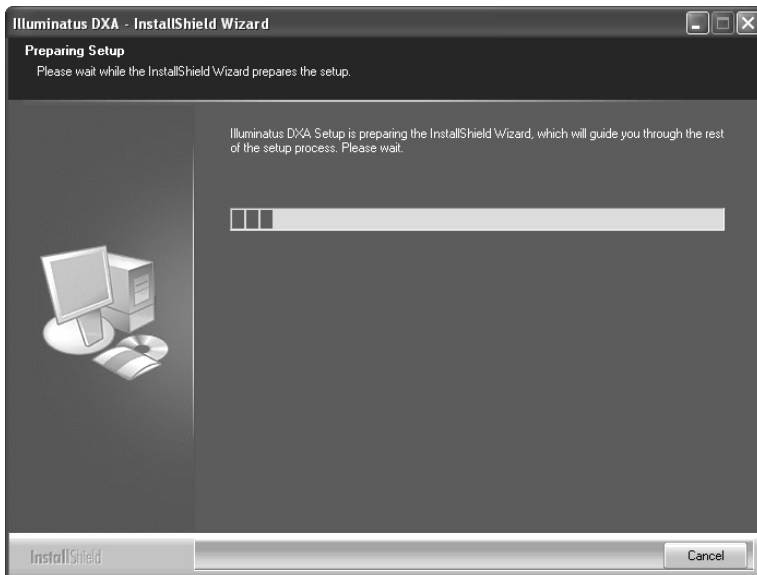 Illuminatus DXA - InstallShield Wizard
Preparing Setup
Please wait while the InstallShield Wizard prepares the setup.
Illuminatus DXA Setup is preparing the InstallShield Wizard, which will guide you through the rest
of the setup process. Please wait.
InstallShield
Cancel